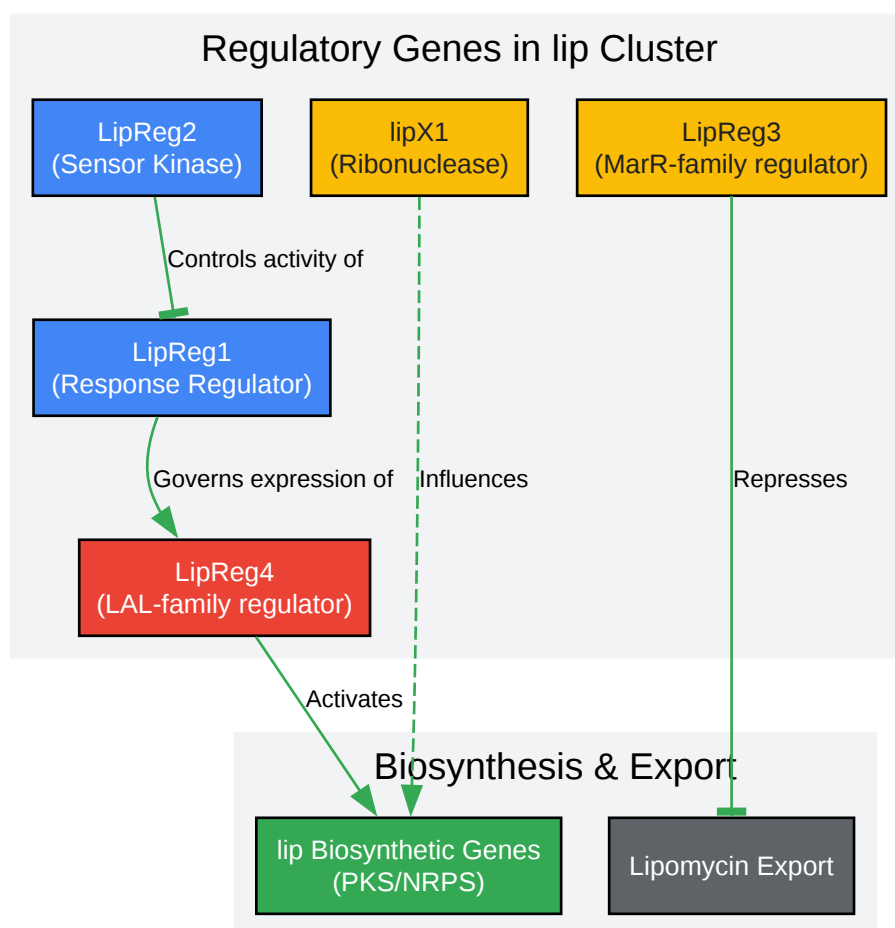 Regulatory Genes in lip Cluster
LipReg2
(Sensor Kinase)
lipX1
(Ribonuclease)
LipReg3
(MarR-family regulator)
Controls activity of
LipReg1
(Response Regulator)
Governs expression of
Influences
Represses
LipReg4
(LAL-family regulator)
Activates
Biosynthesis & Export
lip Biosynthetic Genes
(PKS/NRPS)
Lipomycin Export